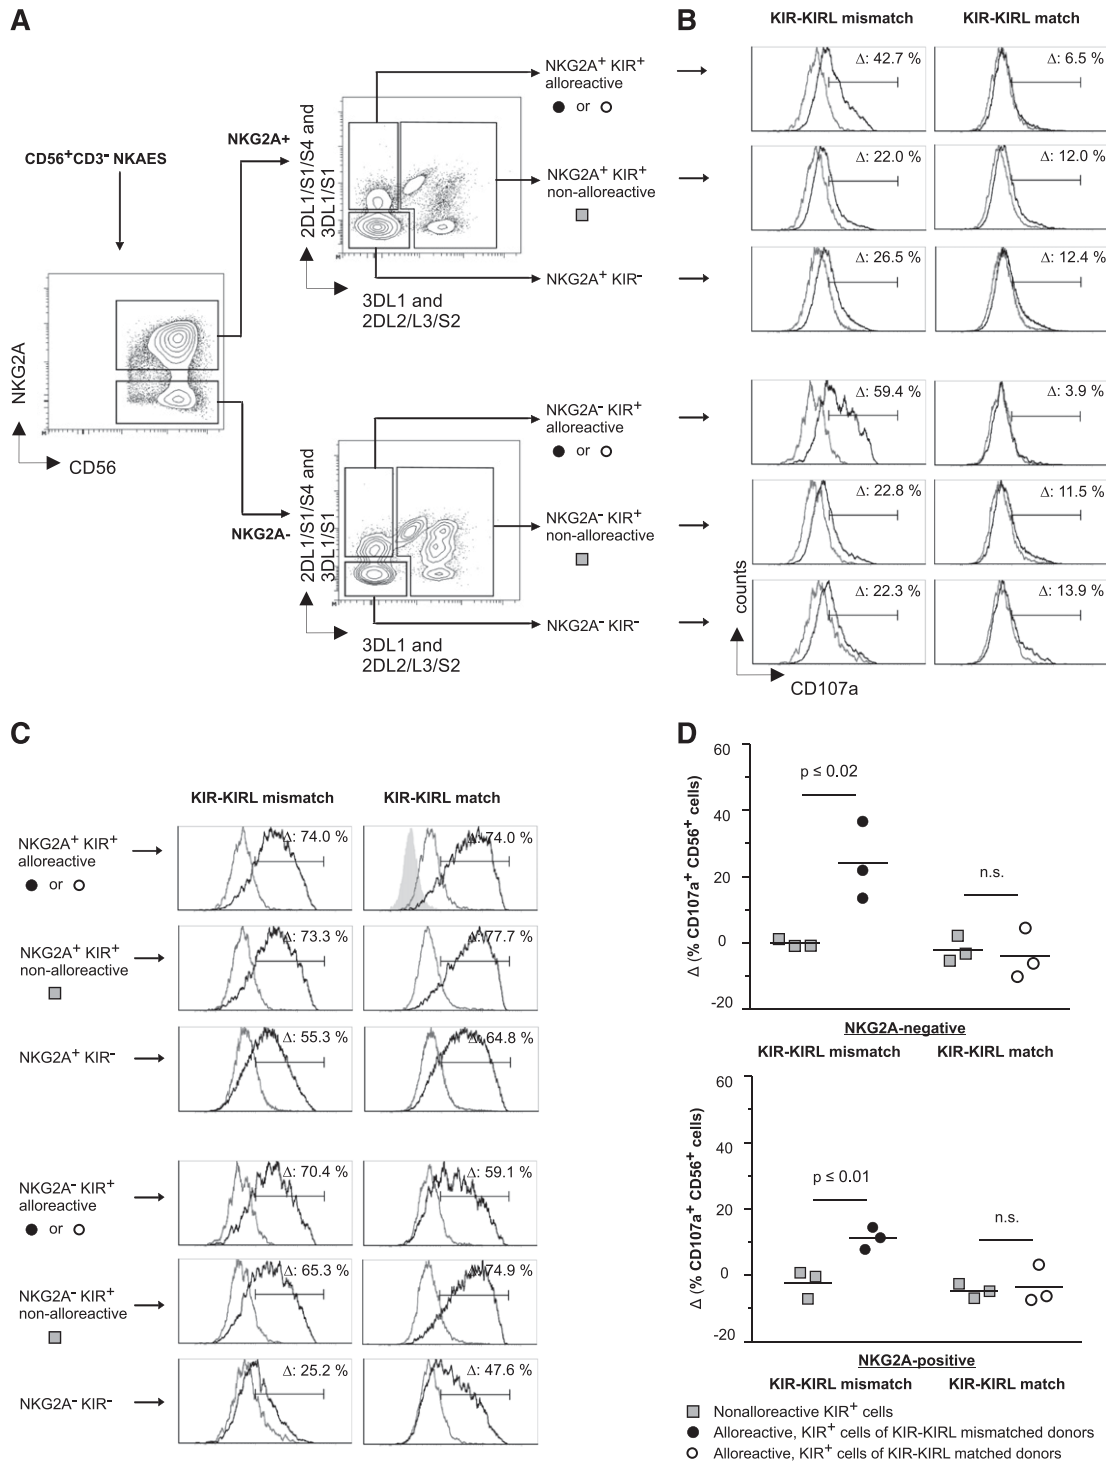 A
CD56+CD3- NKAES
NKG2A
CD56
NKG2A+
2DL1/S1/S4 and
3DL1/S1
3DL1 and
2DL2/L3/S2
NKG2A+ KIR+
alloreactive
● or ○
NKG2A+ KIR+
non-alloreactive
NKG2A+ KIR-
NKG2A-
2DL1/S1/S4 and
3DL1/S1
3DL1 and
2DL2/L3/S2
NKG2A- KIR+
alloreactive
● or ○
NKG2A- KIR+
non-alloreactive
NKG2A- KIR-
B
KIR-KIRL mismatch KIR-KIRL match
Δ: 42.7 % Δ: 6.5 %
Δ: 22.0 % Δ: 12.0 %
Δ: 26.5 % Δ: 12.4 %
Δ: 59.4 % Δ: 3.9 %
Δ: 22.8 % Δ: 11.5 %
Δ: 22.3 % Δ: 13.9 %
counts
CD107a
C
KIR-KIRL mismatch KIR-KIRL match
NKG2A+ KIR+
alloreactive
● or ○
Δ: 74.0 % Δ: 74.0 %
NKG2A+ KIR+
non-alloreactive
Δ: 73.3 % Δ: 77.7 %
NKG2A+ KIR-
Δ: 55.3 % Δ: 64.8 %
NKG2A- KIR+
alloreactive
● or ○
Δ: 70.4 % Δ: 59.1 %
NKG2A- KIR+
non-alloreactive
Δ: 65.3 % Δ: 74.9 %
NKG2A- KIR-
Δ: 25.2 % Δ: 47.6 %
D
Δ (% CD107a+ CD56+ cells)
60
40
20
0
-20
p ≤ 0.02
n.s.
NKG2A-negative
KIR-KIRL mismatch KIR-KIRL match
Δ (% CD107a+ CD56+ cells)
60
40
20
0
-20
p ≤ 0.01
n.s.
NKG2A-positive
KIR-KIRL mismatch KIR-KIRL match
Nonalloreactive KIR+ cells
Alloreactive, KIR+ cells of KIR-KIRL mismatched donors
Alloreactive, KIR+ cells of KIR-KIRL matched donors